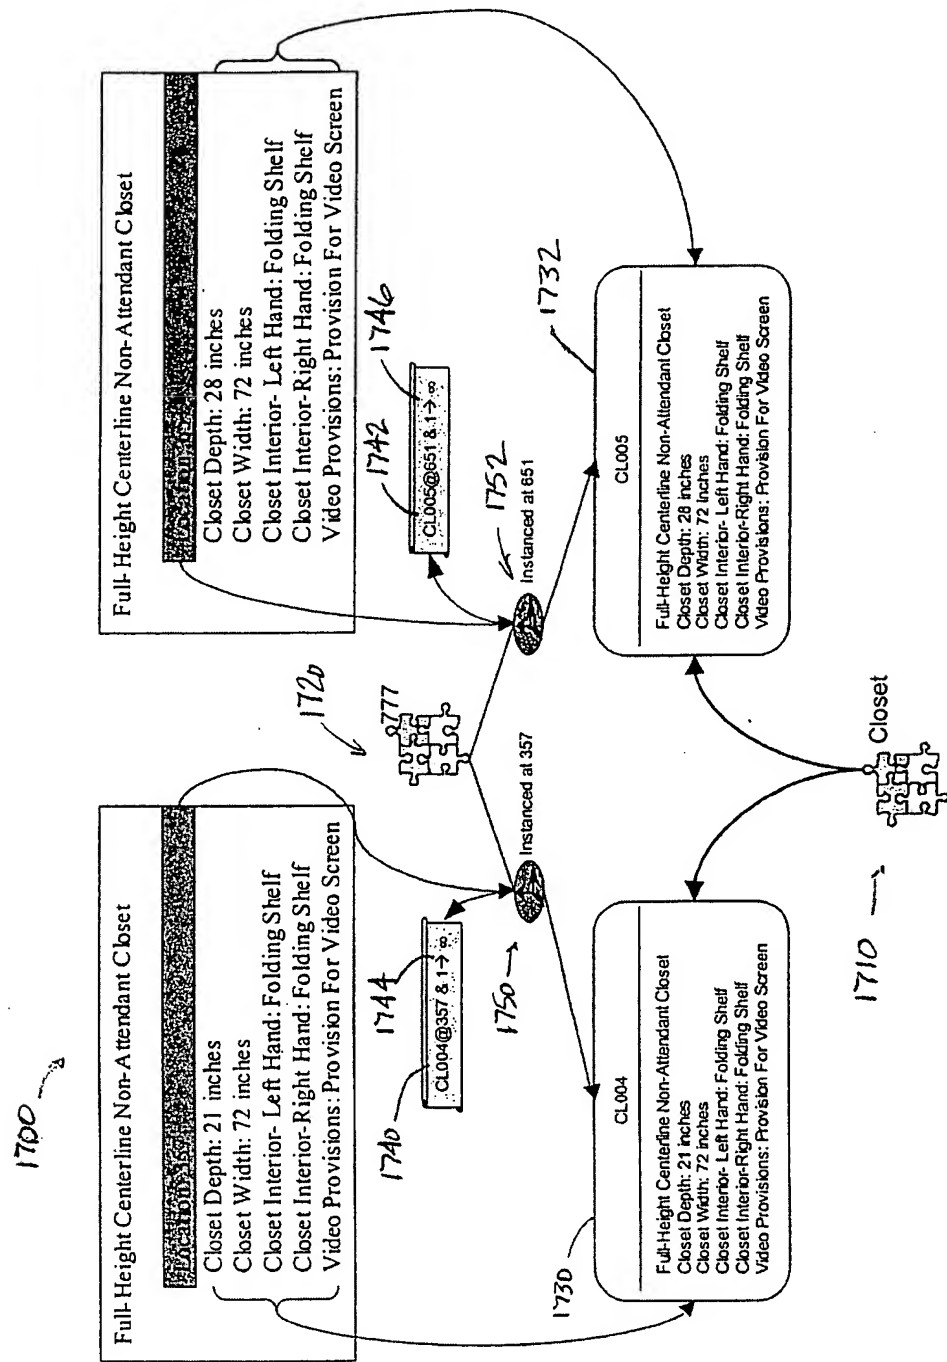 1700
Full-Height Centerline Non-Attendant Closet
Location: 357
Closet Depth: 21 inches
Closet Width: 72 inches
Closet Interior- Left Hand: Folding Shelf
Closet Interior-Right Hand: Folding Shelf
Video Provisions: Provision For Video Screen
Full-Height Centerline Non-Attendant Closet
Closet Depth: 28 inches
Closet Width: 72 inches
Closet Interior- Left Hand: Folding Shelf
Closet Interior-Right Hand: Folding Shelf
Video Provisions: Provision For Video Screen
1720
777
1740
1744
CL004@357 & 1→ ∞
1742
1746
CL005@651 & 1→ ∞
1750
Instanced at 357
1752
Instanced at 651
1730
CL004
Full-Height Centerline Non-Attendant Closet
Closet Depth: 21 inches
Closet Width: 72 inches
Closet Interior- Left Hand: Folding Shelf
Closet Interior-Right Hand: Folding Shelf
Video Provisions: Provision For Video Screen
1732
CL005
Full-Height Centerline Non-Attendant Closet
Closet Depth: 28 inches
Closet Width: 72 Inches
Closet Interior- Left Hand: Folding Shelf
Closet Interior-Right Hand: Folding Shelf
Video Provisions: Provision For Video Screen
1710
Closet